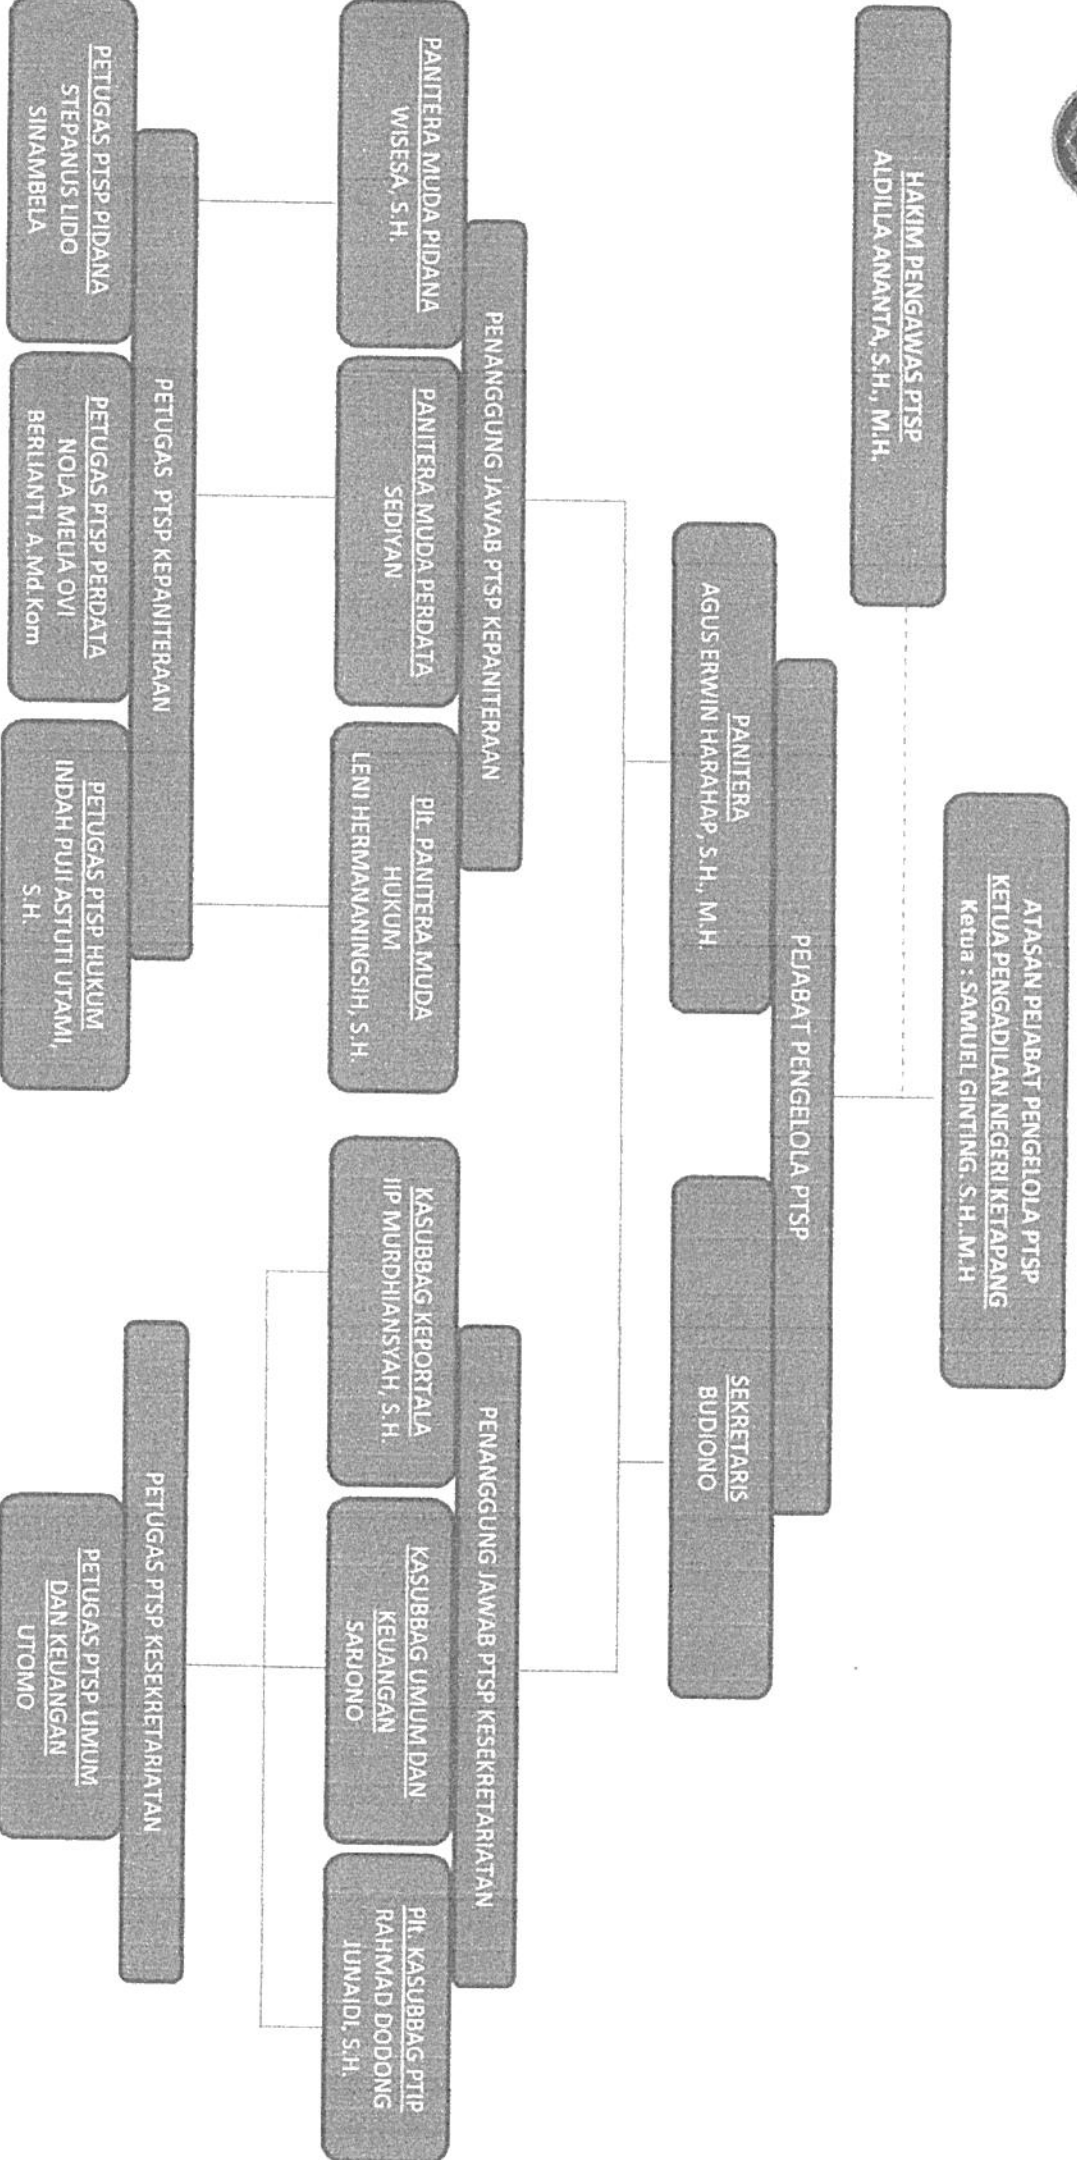 ATASAN PEJABAT PENGELOLA PTSP
KETUA PENGADILAN NEGERI KETAPANG
Ketua : SAMUEL GINTING. S.H.,M.H
HAKIM PENGAWAS PTSP
ALDILLA ANANTA, S.H., M.H.
PEJABAT PENGELOLA PTSP
PANITERA
AGUS ERWIN HARAHAP, S.H., M.H.
SEKRETARIS
BUDIONO
PENANGGUNG JAWAB PTSP KEPANITERAAN
PANITERA MUDA PIDANA
WISESA, S.H.
PANITERA MUDA PERDATA
SEDIYAN
Plt. PANITERA MUDA
HUKUM
LENI HERMANANINGSIH, S.H.
PENANGGUNG JAWAB PTSP KESEKRETARIATAN
KASUBBAG KEPORTALA
IIP MURDHIANSYAH, S.H.
KASUBBAG UMUM DAN
KEUANGAN
SARJONO
Plt. KASUBBAG PTIP
RAHMAD DODONG
JUNAIDI, S.H.
PETUGAS PTSP KEPANITERAAN
PETUGAS PTSP PIDANA
STEPANUS LIDO
SINAMBELA
PETUGAS PTSP PERDATA
NOLA MELIA OVI
BERLIANTI. A.Md.Kom
PETUGAS PTSP HUKUM
INDAH PUJI ASTUTI UTAMI,
S.H.
PETUGAS PTSP KESEKRETARIATAN
PETUGAS PTSP UMUM
DAN KEUANGAN
UTOMO